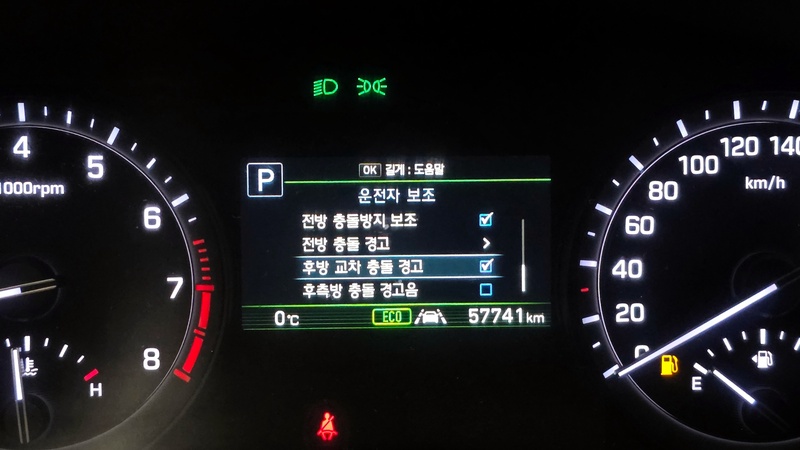 OK 길게 : 도움말
P
운전자 보조
전방 충돌방지 보조
전방 충돌 경고
후방 교차 충돌 경고
후측방 충돌 경고음
0℃ ECO 57741 km
4
5
6
7
8
1000rpm
H
0
20
40
60
80
100
120
140
km/h
E